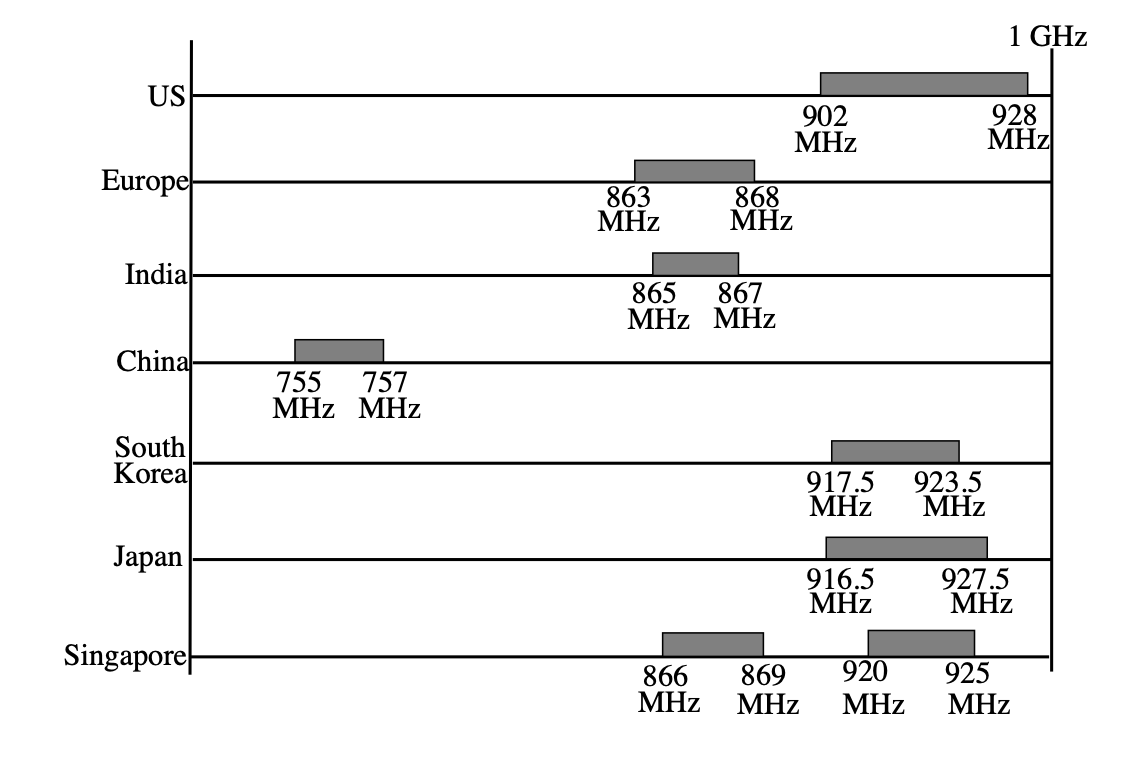 1 GHz
US
902 928
MHz MHz
Europe
863 868
MHz MHz
India
865 867
MHz MHz
China
755 757
MHz MHz
South
Korea
917.5 923.5
MHz MHz
Japan
916.5 927.5
MHz MHz
Singapore
866 869 920 925
MHz MHz MHz MHz